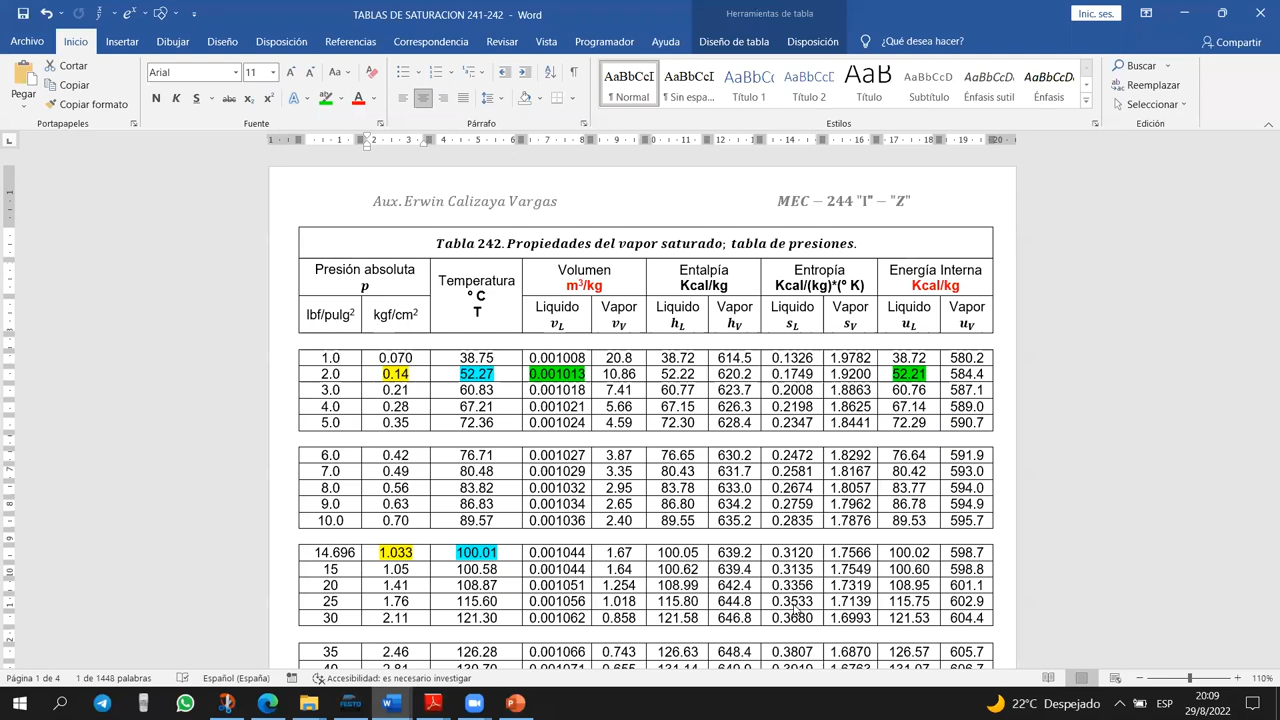 TABLAS DE SATURACION 241-242 - Word
Herramientas de tabla
Inic. ses.
Archivo Inicio Insertar Dibujar Diseño Disposición Referencias Correspondencia Revisar Vista Programador Ayuda Diseño de tabla Disposición ¿Qué desea hacer? Compartir
Pegar
Cortar
Copiar
Copiar formato
Portapapeles
Arial 11
Fuente
Párrafo
AaBbCcI AaBbCcI AaBbCc AaBbCcI AaB AaBbCcD AaBbCcD AaBbCcD
¶ Normal ¶ Sin espa... Título 1 Título 2 Título Subtítulo Énfasis sutil Énfasis
Estilos
Buscar
Reemplazar
Seleccionar
Edición
Aux. Erwin Calizaya Vargas MEC − 244 "I" − "Z"
Tabla 242. Propiedades del vapor saturado; tabla de presiones.
Presión absoluta p Temperatura ° C T Volumen m³/kg Entalpía Kcal/kg Entropía Kcal/(kg)*(° K) Energía Interna Kcal/kg
lbf/pulg² kgf/cm² Liquido vL Vapor vV Liquido hL Vapor hV Liquido sL Vapor sV Liquido uL Vapor uV
1.0 0.070 38.75 0.001008 20.8 38.72 614.5 0.1326 1.9782 38.72 580.2
2.0 0.14 52.27 0.001013 10.86 52.22 620.2 0.1749 1.9200 52.21 584.4
3.0 0.21 60.83 0.001018 7.41 60.77 623.7 0.2008 1.8863 60.76 587.1
4.0 0.28 67.21 0.001021 5.66 67.15 626.3 0.2198 1.8625 67.14 589.0
5.0 0.35 72.36 0.001024 4.59 72.30 628.4 0.2347 1.8441 72.29 590.7
6.0 0.42 76.71 0.001027 3.87 76.65 630.2 0.2472 1.8292 76.64 591.9
7.0 0.49 80.48 0.001029 3.35 80.43 631.7 0.2581 1.8167 80.42 593.0
8.0 0.56 83.82 0.001032 2.95 83.78 633.0 0.2674 1.8057 83.77 594.0
9.0 0.63 86.83 0.001034 2.65 86.80 634.2 0.2759 1.7962 86.78 594.9
10.0 0.70 89.57 0.001036 2.40 89.55 635.2 0.2835 1.7876 89.53 595.7
14.696 1.033 100.01 0.001044 1.67 100.05 639.2 0.3120 1.7566 100.02 598.7
15 1.05 100.58 0.001044 1.64 100.62 639.4 0.3135 1.7549 100.60 598.8
20 1.41 108.87 0.001051 1.254 108.99 642.4 0.3356 1.7319 108.95 601.1
25 1.76 115.60 0.001056 1.018 115.80 644.8 0.3533 1.7139 115.75 602.9
30 2.11 121.30 0.001062 0.858 121.58 646.8 0.3680 1.6993 121.53 604.4
35 2.46 126.28 0.001066 0.743 126.63 648.4 0.3807 1.6870 126.57 605.7
Página 1 de 4 1 de 1448 palabras Español (España) Accesibilidad: es necesario investigar 110%
22°C Despejado ESP 20:09
29/8/2022